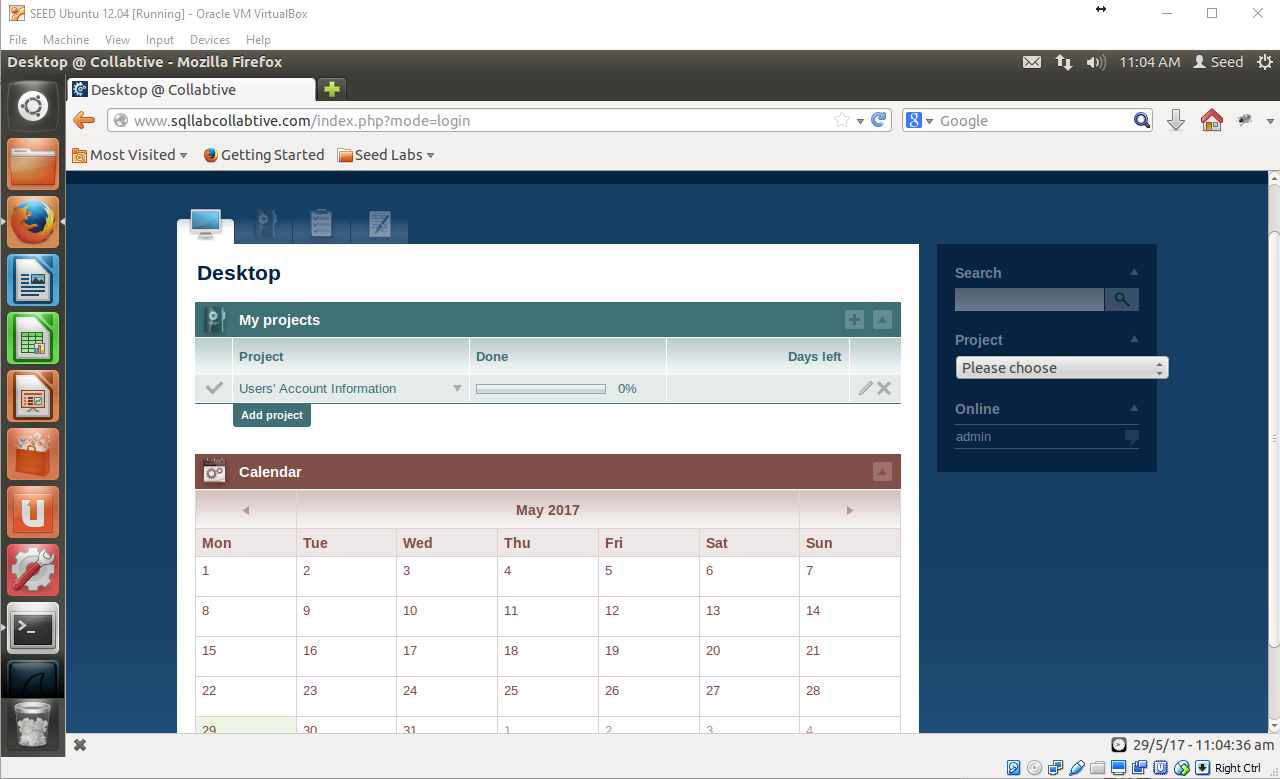 SEED Ubuntu 12.04 [Running] - Oracle VM VirtualBox
File Machine View Input Devices Help
Desktop @ Collabtive - Mozilla Firefox 11:04 AM Seed
Desktop @ Collabtive
www.sqllabcollabtive.com/index.php?mode=login Google
Most Visited Getting Started Seed Labs
Desktop
My projects
Project Done Days left
Users' Account Information 0%
Add project
Calendar
May 2017
Mon Tue Wed Thu Fri Sat Sun
1 2 3 4 5 6 7
8 9 10 11 12 13 14
15 16 17 18 19 20 21
22 23 24 25 26 27 28
29 30 31 1 2 3 4
Search
Project
Please choose
Online
admin
29/5/17 - 11:04:36 am
Right Ctrl